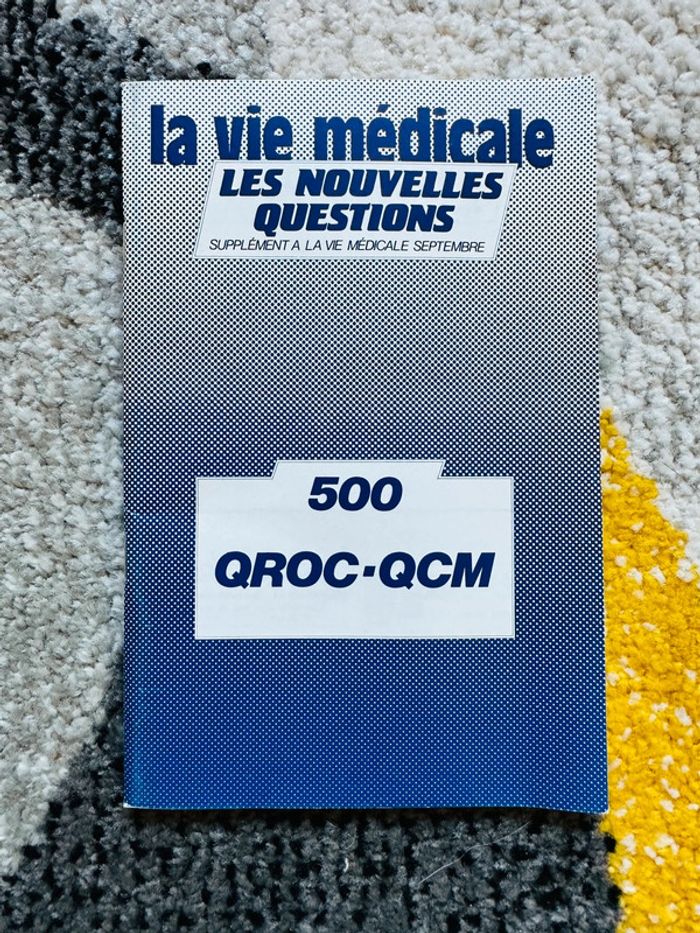 la vie médicale
LES NOUVELLES
QUESTIONS
SUPPLÉMENT A LA VIE MÉDICALE SEPTEMBRE
500
QROC-QCM